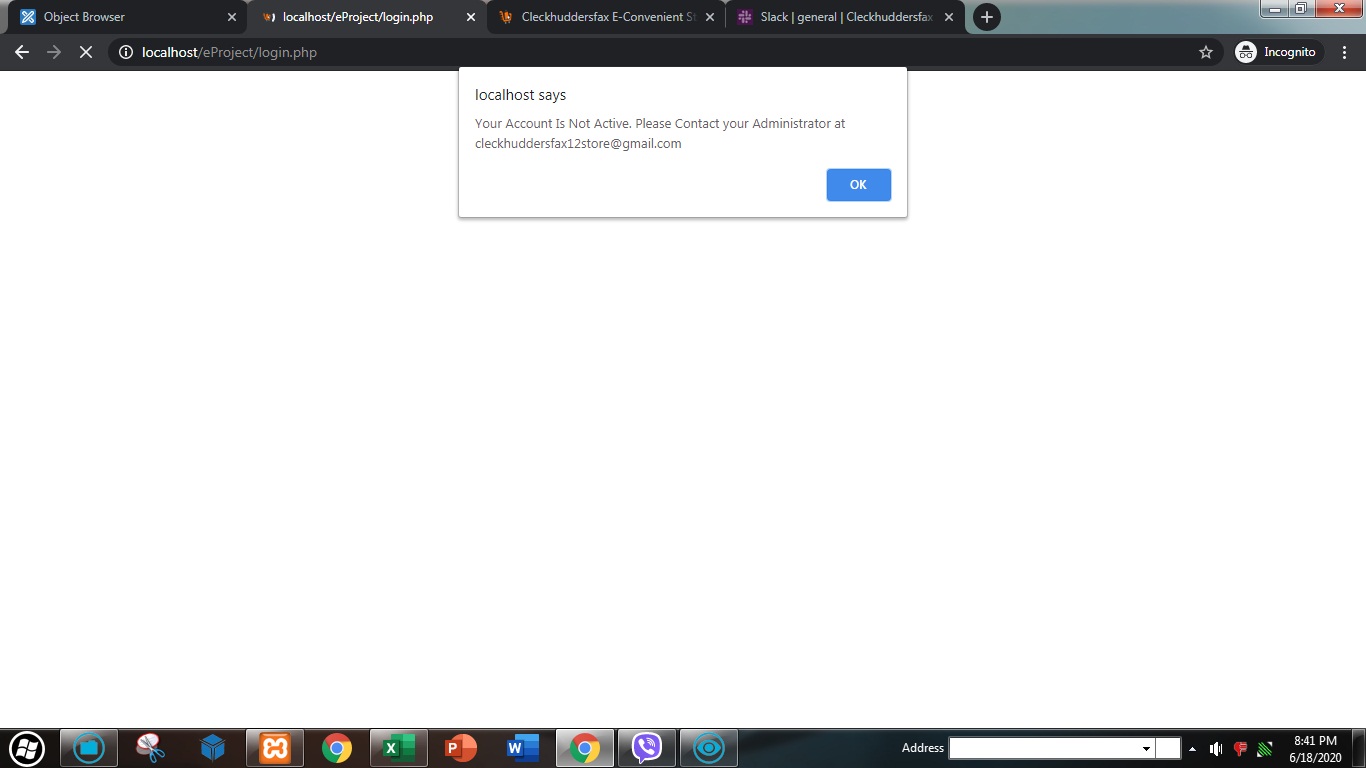 Object Browser
localhost/eProject/login.php
Cleckhuddersfax E-Convenient St
Slack | general | Cleckhuddersfax
localhost/eProject/login.php
Incognito
localhost says
Your Account Is Not Active. Please Contact your Administrator at
cleckhuddersfax12store@gmail.com
OK
Address
8:41 PM
6/18/2020